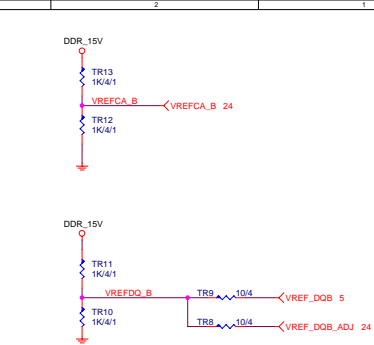 2
1
DDR_15V
TR13
1K/4/1
VREFCA_B
VREFCA_B 24
TR12
1K/4/1
DDR_15V
TR11
1K/4/1
VREFDQ_B
TR9 10/4
VREF_DQB 5
TR10
1K/4/1
TR8 10/4
VREF_DQB_ADJ 24